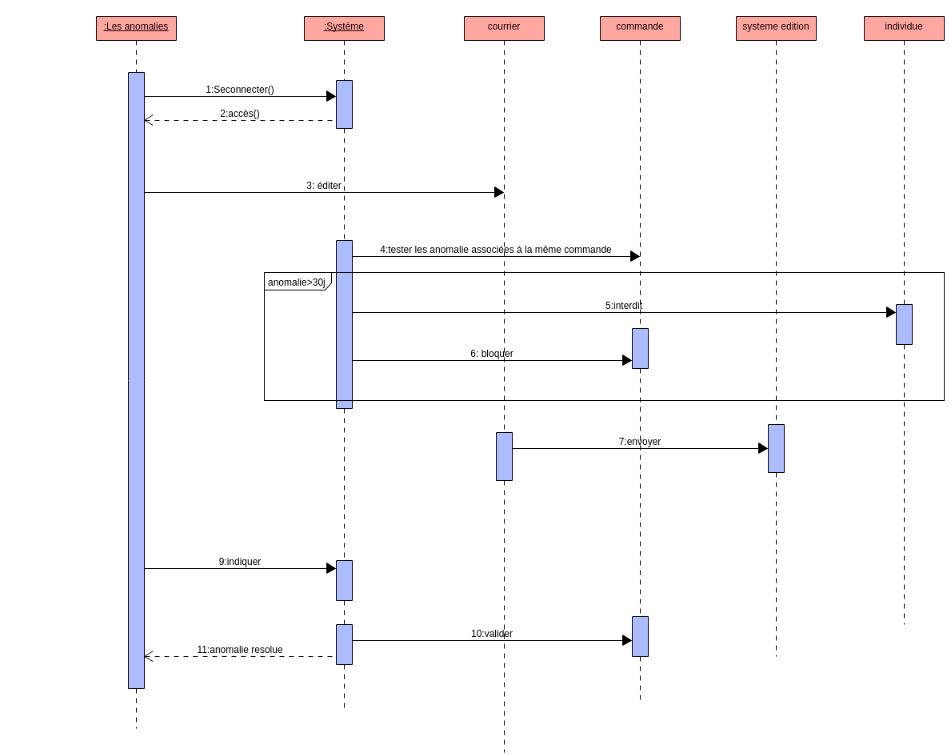 :Les anomalies
:Système
courrier
commande
systeme edition
individue
1:Seconnecter()
2:accès()
3: éditer
4:tester les anomalie associées à la même commande
anomalie>30j
5:interdit
6: bloquer
7:envoyer
9:indiquer
10:valider
11:anomalie resolue